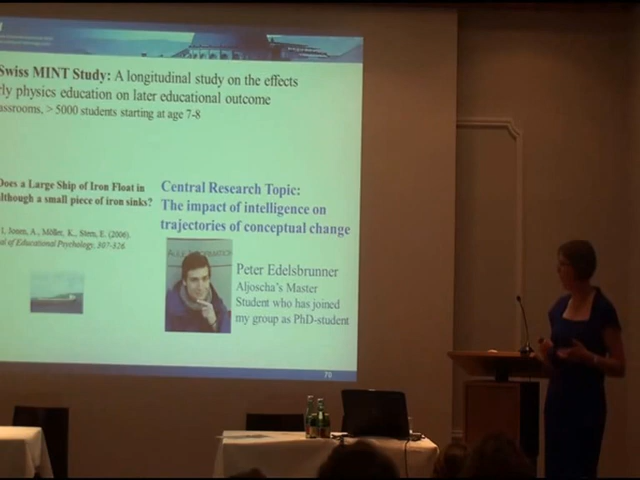 Swiss MINT Study: A longitudinal study on the effects
rly physics education on later educational outcome
assrooms, > 5000 students starting at age 7-8
Does a Large Ship of Iron Float in
although a small piece of iron sinks?
I, Jonen, A., Möller, K., Stern, E. (2006).
al of Educational Psychology. 307-326
Central Research Topic:
The impact of intelligence on
trajectories of conceptual change
Peter Edelsbrunner
Aljoscha's Master
Student who has joined
my group as PhD-student
70